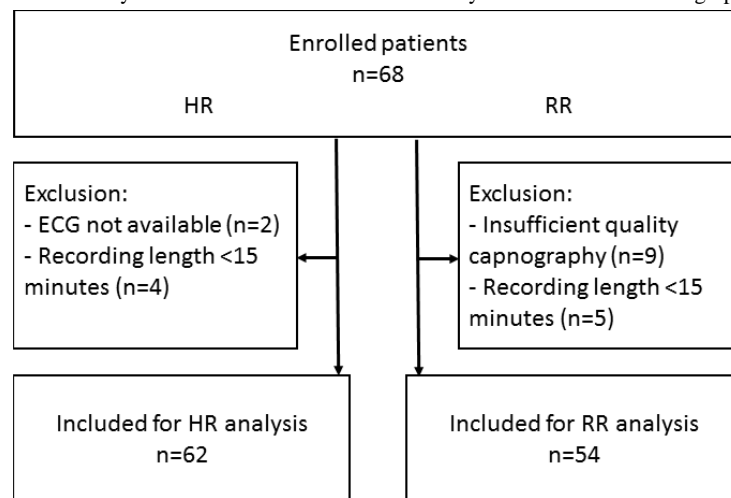 Enrolled patients
n=68
HR RR
Exclusion:
- ECG not available (n=2)
- Recording length <15
minutes (n=4)
Exclusion:
- Insufficient quality
capnography (n=9)
- Recording length <15
minutes (n=5)
Included for HR analysis
n=62
Included for RR analysis
n=54